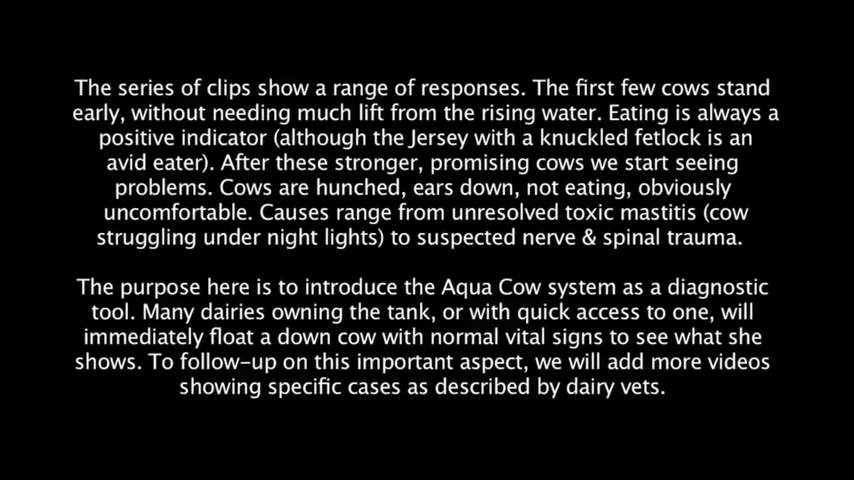 The series of clips show a range of responses. The first few cows stand
early, without needing much lift from the rising water. Eating is always a
positive indicator (although the Jersey with a knuckled fetlock is an
avid eater). After these stronger, promising cows we start seeing
problems. Cows are hunched, ears down, not eating, obviously
uncomfortable. Causes range from unresolved toxic mastitis (cow
struggling under night lights) to suspected nerve & spinal trauma.
The purpose here is to introduce the Aqua Cow system as a diagnostic
tool. Many dairies owning the tank, or with quick access to one, will
immediately float a down cow with normal vital signs to see what she
shows. To follow-up on this important aspect, we will add more videos
showing specific cases as described by dairy vets.